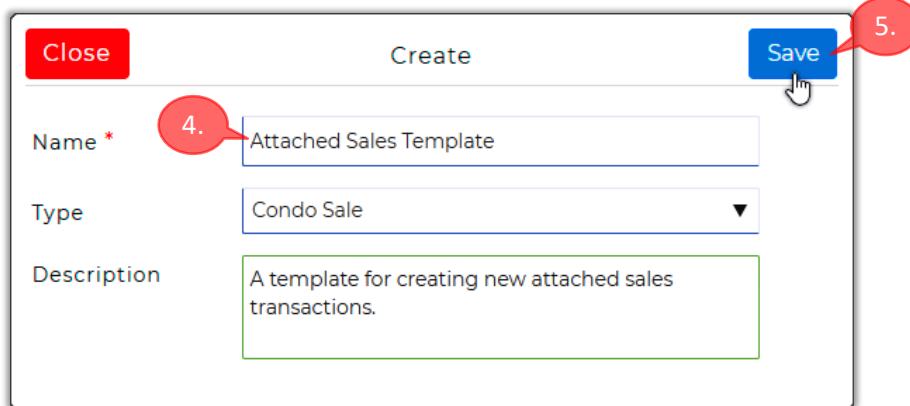 Close
Create
Save
5.
Name *
4.
Attached Sales Template
Type
Condo Sale
Description
A template for creating new attached sales
transactions.